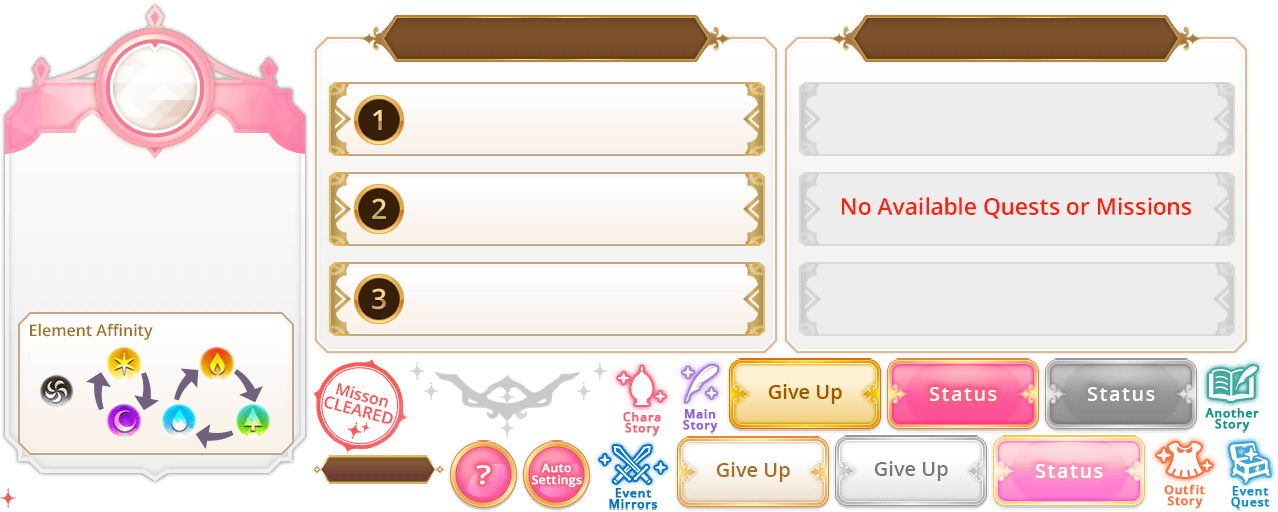 1
2
No Available Quests or Missions
3
Element Affinity
Misson
CLEARED
Chara
Story
Main
Story
Give Up
Status
Status
Another
Story
?
Auto
Settings
Event
Mirrors
Give Up
Give Up
Status
Outfit
Story
Event
Quest